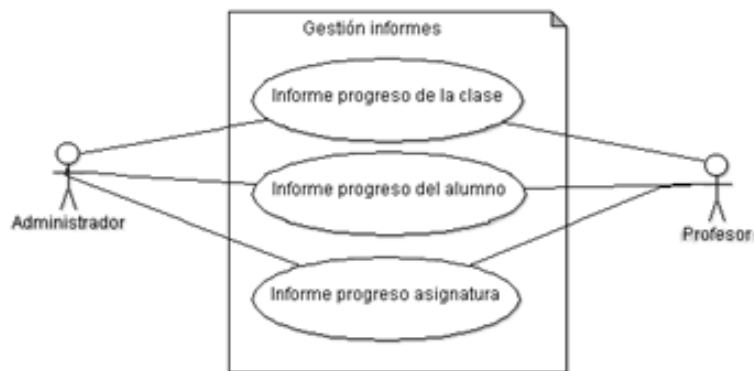 Gestión informes
Informe progreso de la clase
Informe progreso del alumno
Administrador
Profesor
Informe progreso asignatura